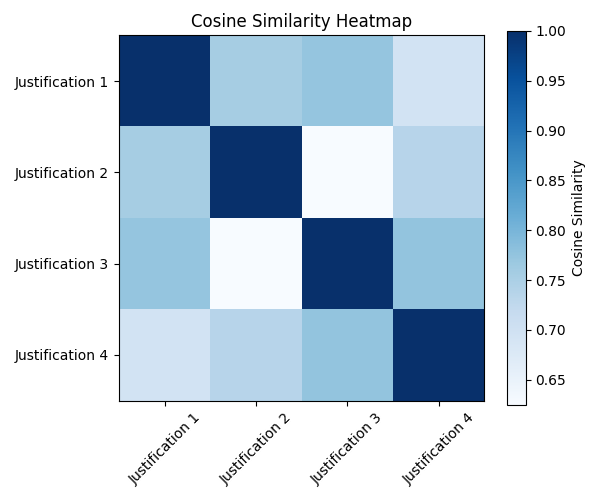 Cosine Similarity Heatmap
Justification 1
Justification 2
Justification 3
Justification 4
Justification 1
Justification 2
Justification 3
Justification 4
1.00
0.95
0.90
0.85
0.80
0.75
0.70
0.65
Cosine Similarity